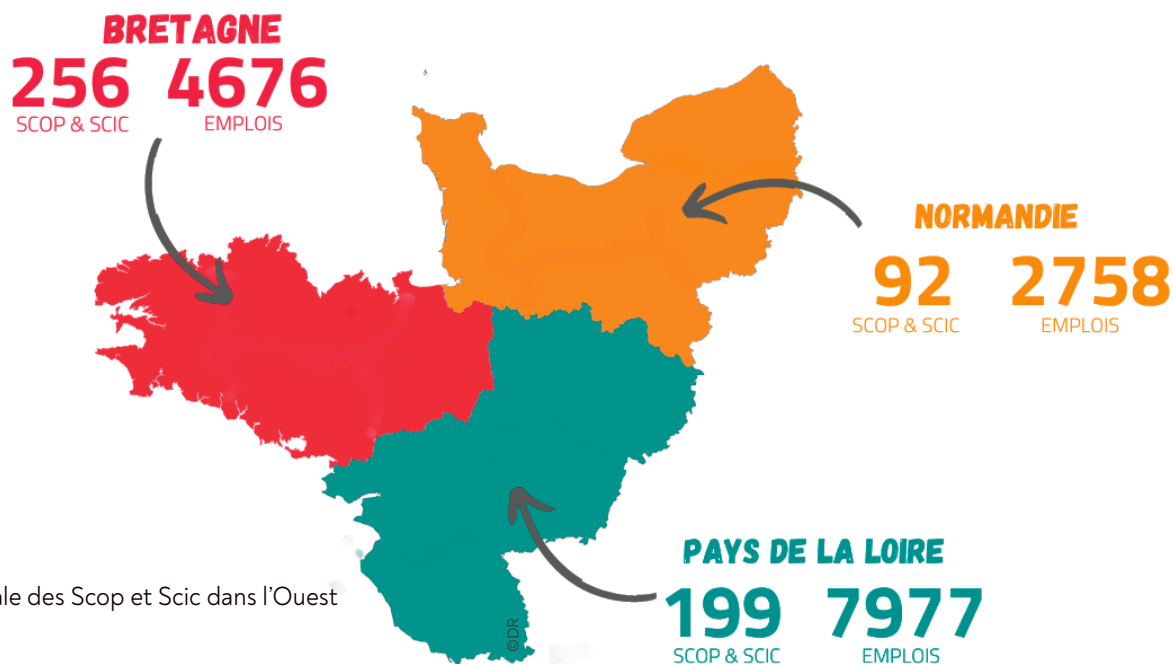 BRETAGNE
256 4676
SCOP & SCIC EMPLOIS
NORMANDIE
92 2758
SCOP & SCIC EMPLOIS
PAYS DE LA LOIRE
199 7977
SCOP & SCIC EMPLOIS
des Scop et Scic dans l'Ouest
©DR